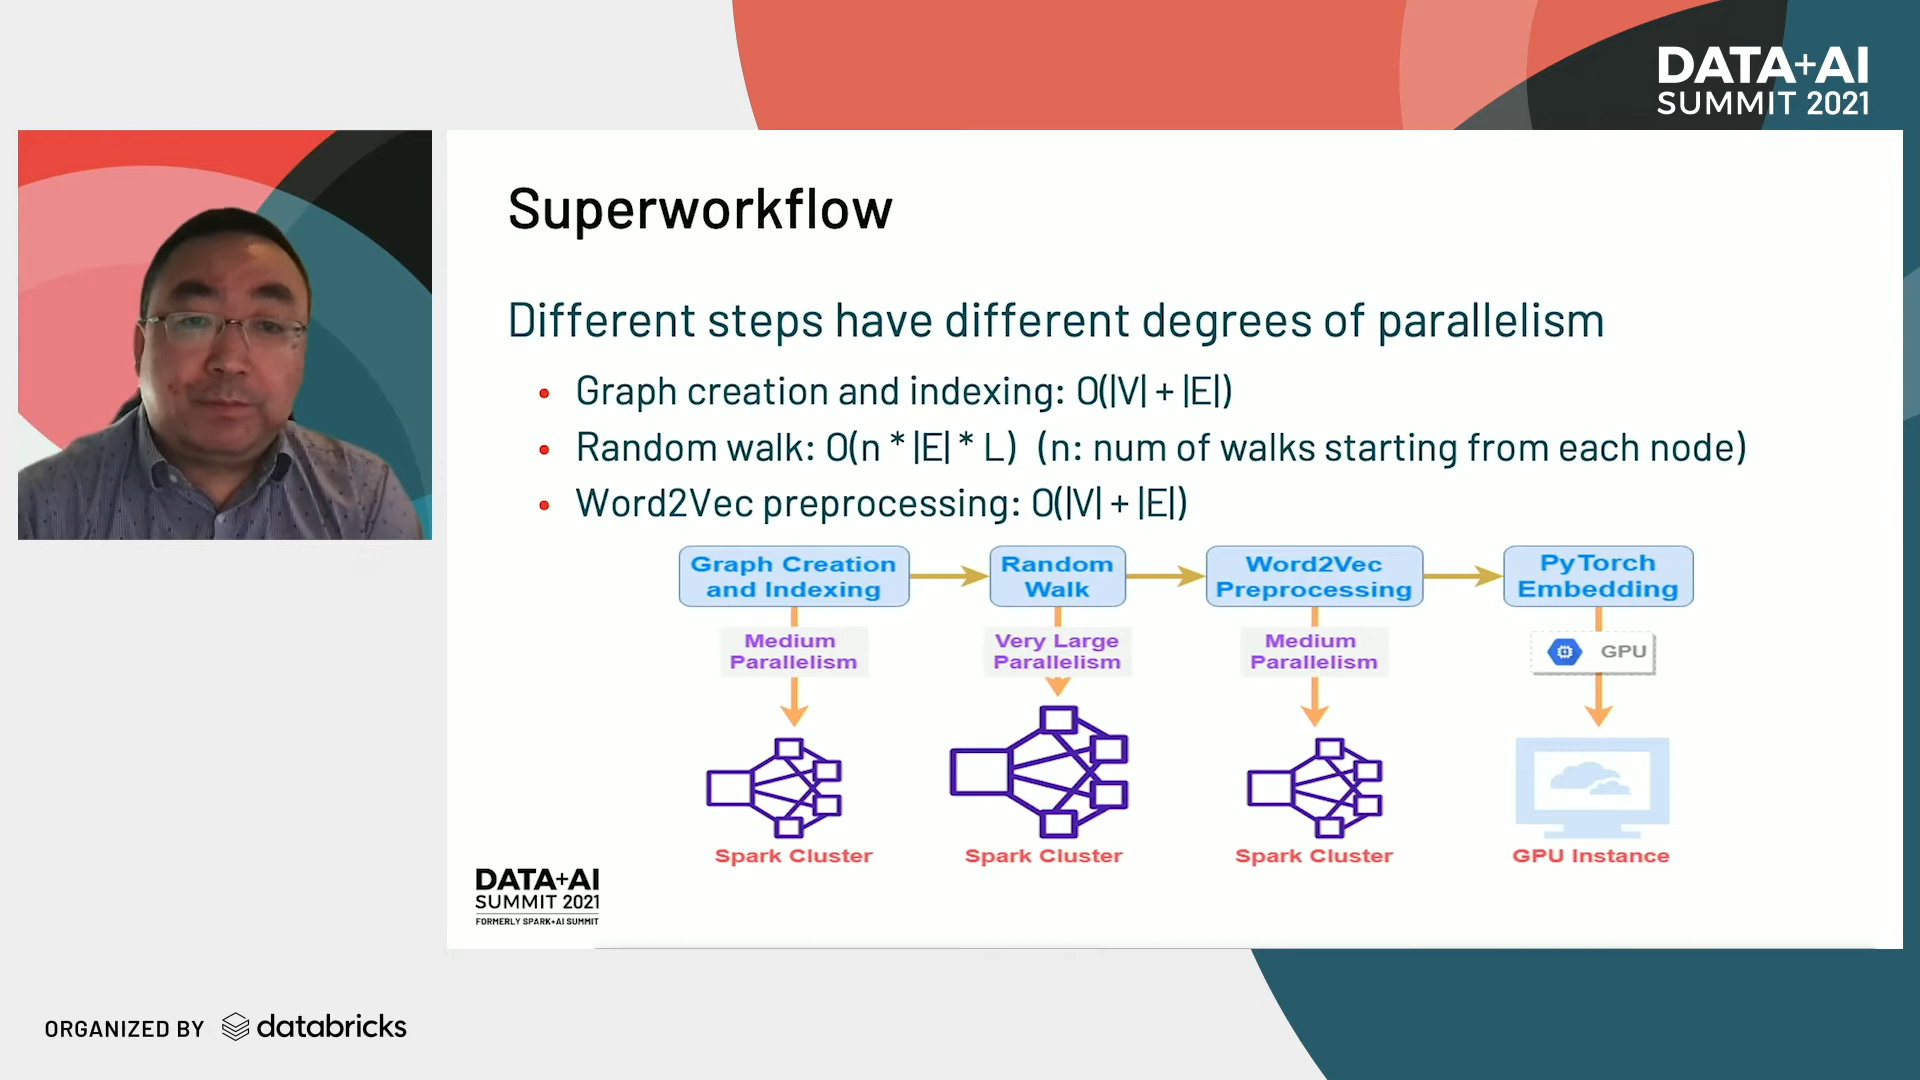 DATA+AI
SUMMIT 2021
Superworkflow
Different steps have different degrees of parallelism
• Graph creation and indexing: O(|V| + |E|)
• Random walk: O(n * |E| * L) (n: num of walks starting from each node)
• Word2Vec preprocessing: O(|V| + |E|)
Graph Creation
and Indexing
Random
Walk
Word2Vec
Preprocessing
PyTorch
Embedding
Medium
Parallelism
Very Large
Parallelism
Medium
Parallelism
GPU
Spark Cluster
Spark Cluster
Spark Cluster
GPU Instance
DATA+AI
SUMMIT 2021
FORMERLY SPARK+AI SUMMIT
ORGANIZED BY databricks